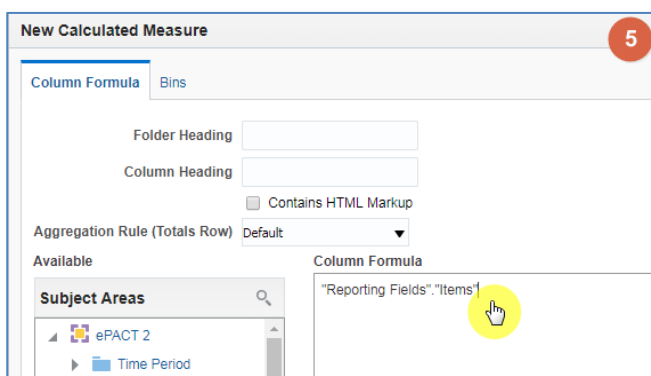 New Calculated Measure
5
Column Formula Bins
Folder Heading
Column Heading
Contains HTML Markup
Aggregation Rule (Totals Row) Default
Available Column Formula
Subject Areas "Reporting Fields"."Items"
ePACT 2
Time Period